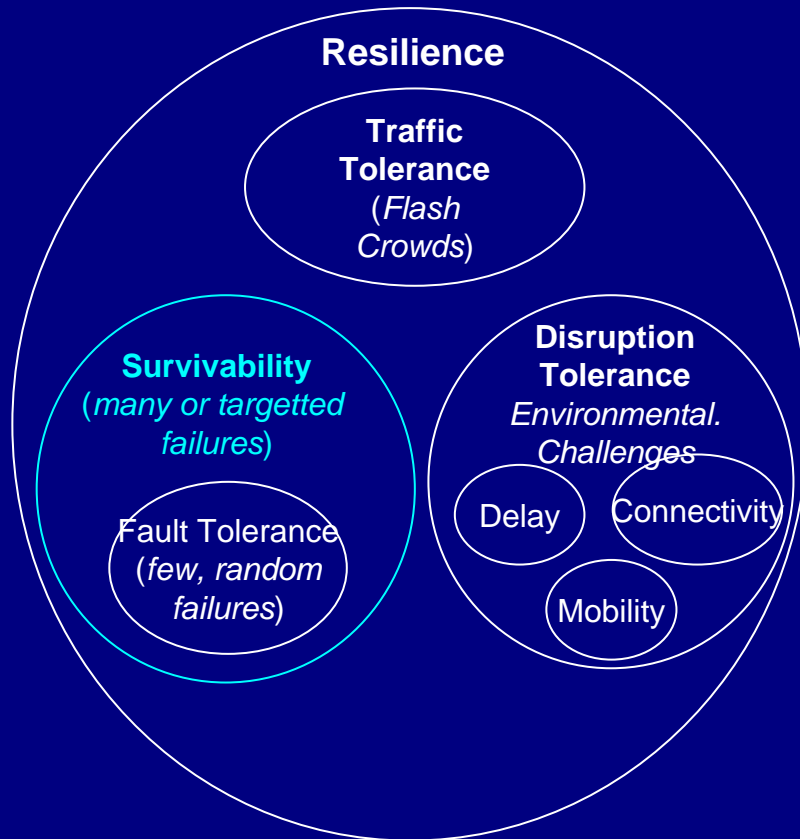 Resilience
Traffic
Tolerance
(Flash
Crowds)
Survivability
(many or targetted
failures)
Fault Tolerance
(few, random
failures)
Disruption
Tolerance
Environmental.
Challenges
Delay
Connectivity
Mobility